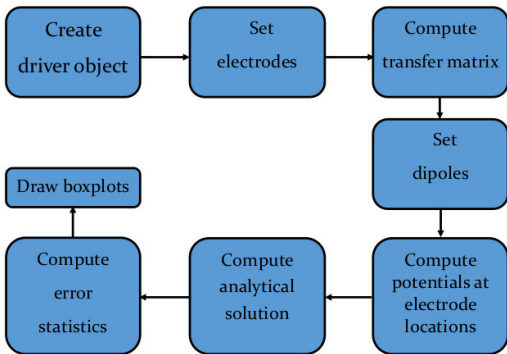 Create
driver object
Set
electrodes
Compute
transfer matrix
Set
dipoles
Compute
potentials at
electrode
locations
Compute
analytical
solution
Compute
error
statistics
Draw boxplots